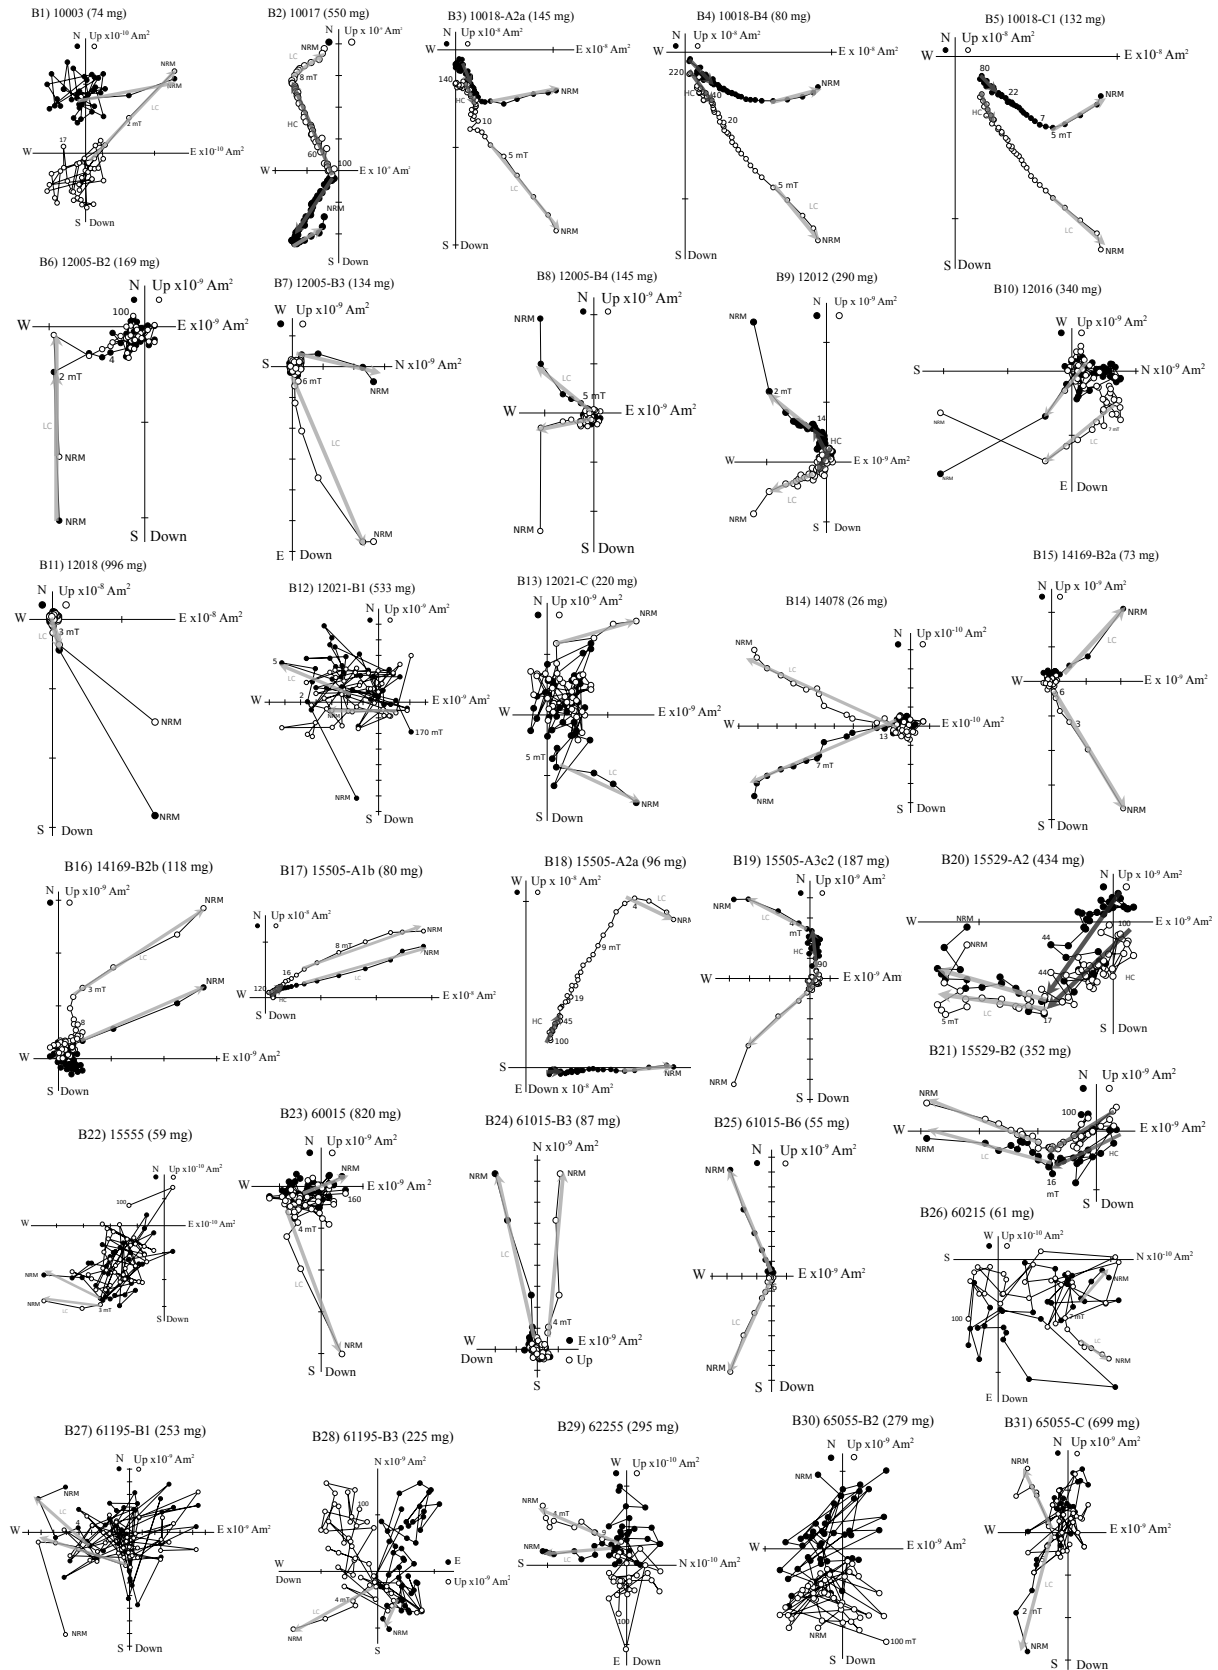 B1) 10003 (74 mg)
N Up x10-10 Am2
NRM
NRM
LC
2 mT
17
W E x10-10 Am2
S Down
B2) 10017 (550 mg)
N
NRM
LC
8 mT
HC
60
100
W
NRM
S Down
B3) 10018-A2a (145 mg)
N Up x10-8 Am2
W E x10-8 Am2
140
NRM
HC
10
5 mT
LC
NRM
S Down
B4) 10018-B4 (80 mg)
N Up x10-8 Am2
W E x10-8 Am2
220
NRM
HC 40
20
5 mT
LC
NRM
S Down
B5) 10018-C1 (132 mg)
N Up x10-8 Am2
W E x10-8 Am2
80
22
NRM
HC
7
5 mT
LC
NRM
S Down
B6) 12005-B2 (169 mg)
N Up x10-9 Am2
100
W E x10-9 Am2
4
2 mT
LC
NRM
NRM
S Down
B7) 12005-B3 (134 mg)
W Up x10-9 Am2
S N x10-9 Am2
6 mT
NRM
LC
NRM
E Down
B8) 12005-B4 (145 mg)
N Up x10-9 Am2
NRM
LC
5 mT
W E x10-9 Am2
NRM
S Down
B9) 12012 (290 mg)
N Up x10-9 Am2
NRM
2 mT
14
HC
W E x10-9 Am2
LC
NRM
S Down
B10) 12016 (340 mg)
W Up x10-9 Am2
S N x10-9 Am2
NRM
7 mT
LC
NRM
E Down
B11) 12018 (996 mg)
N Up x10-8 Am2
W E x10-8 Am2
LC
3 mT
NRM
NRM
S Down
B12) 12021-B1 (533 mg)
N Up x10-9 Am2
5
LC
2
W E x10-9 Am2
NRM
170 mT
NRM
S Down
B13) 12021-C (220 mg)
N Up x10-9 Am2
NRM
W E x10-9 Am2
5 mT
LC
NRM
S Down
B14) 14078 (26 mg)
N Up x10-10 Am2
NRM
LC
W E x10-10 Am2
13
7 mT
NRM
S Down
B15) 14169-B2a (73 mg)
N Up x10-9 Am2
NRM
LC
W E x10-9 Am2
6
3
NRM
S Down
B16) 14169-B2b (118 mg)
N Up x10-9 Am2
NRM
LC
3 mT
NRM
8
W E x10-9 Am2
S Down
B17) 15505-A1b (80 mg)
N Up x10-8 Am2
NRM
8 mT
NRM
16
LC
120
HC
W E x10-8 Am2
S Down
B18) 15505-A2a (96 mg)
W Up x10-8 Am2
LC
4
NRM
9 mT
19
HC 45
100
S
NRM
E Down x 10-8 Am2
B19) 15505-A3c2 (187 mg)
N Up x10-9 Am2
NRM
LC
4
mT
HC
90
W E x10-9 Am
NRM
S Down
B20) 15529-A2 (434 mg)
N Up x10-9 Am2
NRM
W E x10-9 Am2
100
44
NRM
44
HC
LC
5 mT
17
S Down
B21) 15529-B2 (352 mg)
N Up x10-9 Am2
NRM
100
W E x10-9 Am2
NRM
LC
HC
16
mT
S Down
B22) 15555 (59 mg)
N Up x10-10 Am2
100
W E x10-10 Am2
NRM
NRM
LC
3 mT
S Down
B23) 60015 (820 mg)
N Up x10-9 Am2
NRM
W E x10-9 Am2
160
4 mT
LC
NRM
S Down
B24) 61015-B3 (87 mg)
N x10-9 Am2
NRM NRM
LC
4 mT
W E x10-9 Am2
Down Up
S
B25) 61015-B6 (55 mg)
N Up x10-9 Am2
NRM
W E x10-9 Am2
LC
NRM
S Down
B26) 60215 (61 mg)
W Up x10-10 Am2
S N x10-10 Am2
NRM
2 mT
100
LC
NRM
E Down
B27) 61195-B1 (253 mg)
N Up x10-9 Am2
NRM
LC
4
W E x10-9 Am2
NRM
S Down
B28) 61195-B3 (225 mg)
N x10-9 Am2
100
W E
Down Up x10-9 Am2
4 mT
LC
NRM
NRM
S
B29) 62255 (295 mg)
W Up x10-10 Am2
NRM
4 mT
9
NRM
LC
S N x10-10 Am2
100
E Down
B30) 65055-B2 (279 mg)
N Up x10-9 Am2
NRM
W E x10-9 Am2
NRM
100 mT
S Down
B31) 65055-C (699 mg)
N Up x10-9 Am2
NRM
W E x10-9 Am2
LC
2 mT
NRM
S Down